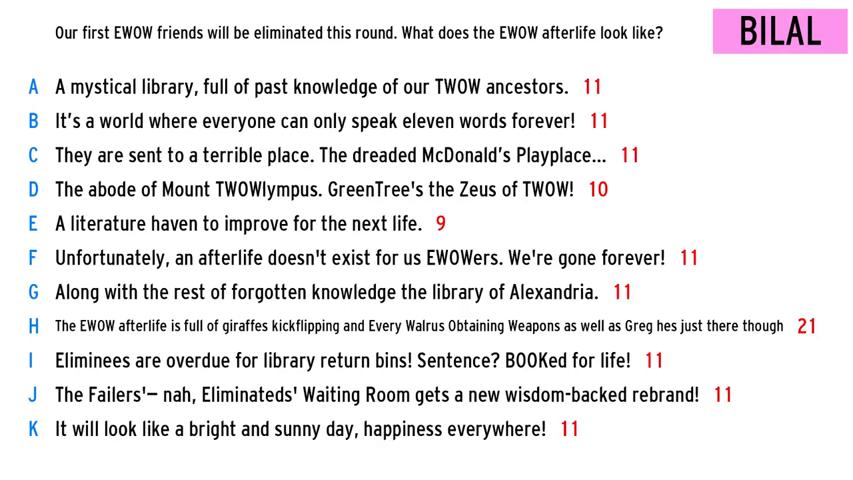 Our first EWOW friends will be eliminated this round. What does the EWOW afterlife look like?
BILAL
A A mystical library, full of past knowledge of our TWOW ancestors. 11
B It's a world where everyone can only speak eleven words forever! 11
C They are sent to a terrible place. The dreaded McDonald's Playplace... 11
D The abode of Mount TWOWlympus. GreenTree's the Zeus of TWOW! 10
E A literature haven to improve for the next life. 9
F Unfortunately, an afterlife doesn't exist for us EWOWers. We're gone forever! 11
G Along with the rest of forgotten knowledge the library of Alexandria. 11
H The EWOW afterlife is full of giraffes kickflipping and Every Walrus Obtaining Weapons as well as Greg hes just there though 21
I Eliminees are overdue for library return bins! Sentence? BOOKed for life! 11
J The Failers'– nah, Eliminateds' Waiting Room gets a new wisdom-backed rebrand! 11
K It will look like a bright and sunny day, happiness everywhere! 11